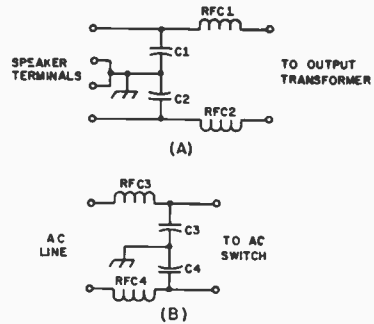 RFC1
C1
SPEAKER
TERMINALS
TO OUTPUT
TRANSFORMER
C2
RFC2
(A)
RFC3
C3
AC
LINE
TO AC
SWITCH
C4
RFC4
(B)